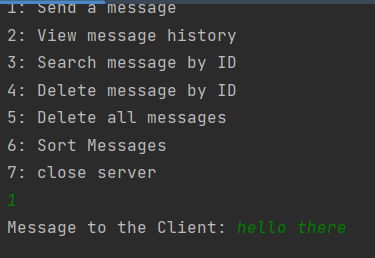 1: Send a message
2: View message history
3: Search message by ID
4: Delete message by ID
5: Delete all messages
6: Sort Messages
7: close server
1
Message to the Client: hello there